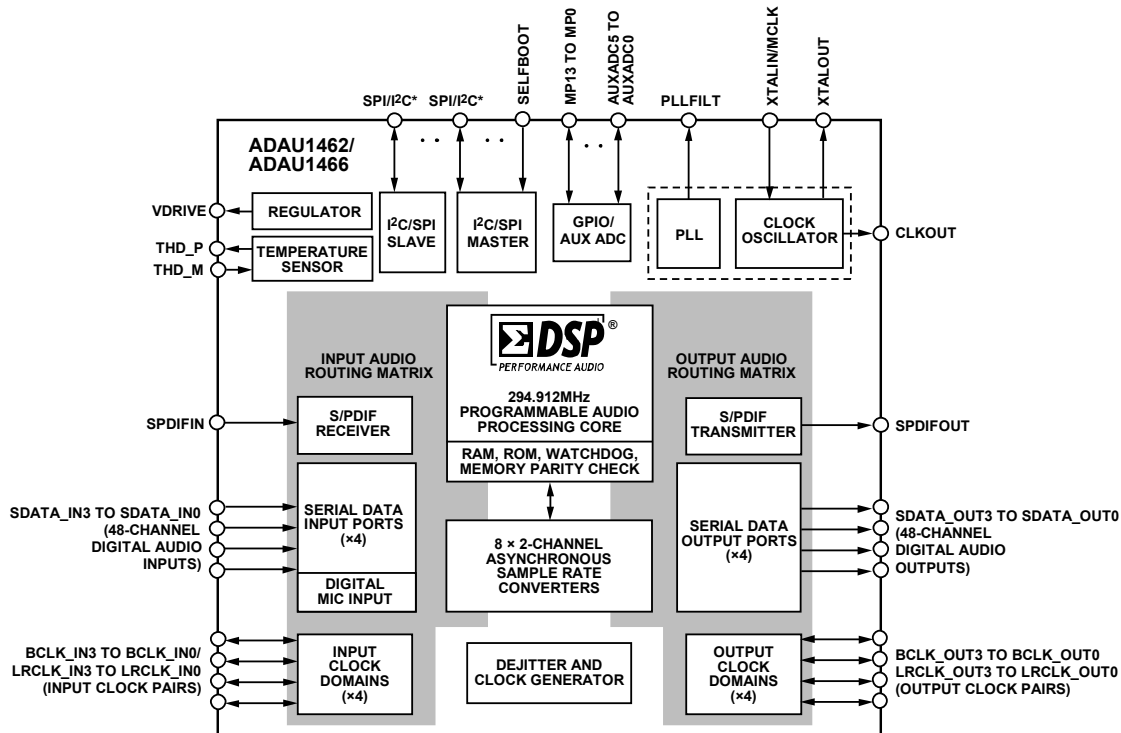 SPI/I²C*
SPI/I²C*
SELFBOOT
MP13 TO MP0
AUXADC5 TO
AUXADC0
PLLFILT
XTALIN/MCLK
XTALOUT
ADAU1462/
ADAU1466
VDRIVE
REGULATOR
THD_P
THD_M
TEMPERATURE
SENSOR
I²C/SPI
SLAVE
I²C/SPI
MASTER
GPIO/
AUX ADC
PLL
CLOCK
OSCILLATOR
CLKOUT
INPUT AUDIO
ROUTING MATRIX
ΣDSP®
PERFORMANCE AUDIO
294.912MHz
PROGRAMMABLE AUDIO
PROCESSING CORE
RAM, ROM, WATCHDOG,
MEMORY PARITY CHECK
OUTPUT AUDIO
ROUTING MATRIX
SPDIFIN
S/PDIF
RECEIVER
S/PDIF
TRANSMITTER
SPDIFOUT
SDATA_IN3 TO SDATA_IN0
(48-CHANNEL
DIGITAL AUDIO
INPUTS)
SERIAL DATA
INPUT PORTS
(×4)
DIGITAL
MIC INPUT
8 × 2-CHANNEL
ASYNCHRONOUS
SAMPLE RATE
CONVERTERS
SERIAL DATA
OUTPUT PORTS
(×4)
SDATA_OUT3 TO SDATA_OUT0
(48-CHANNEL
DIGITAL AUDIO
OUTPUTS)
BCLK_IN3 TO BCLK_IN0/
LRCLK_IN3 TO LRCLK_IN0
(INPUT CLOCK PAIRS)
INPUT
CLOCK
DOMAINS
(×4)
DEJITTER AND
CLOCK GENERATOR
OUTPUT
CLOCK
DOMAINS
(×4)
BCLK_OUT3 TO BCLK_OUT0
LRCLK_OUT3 TO LRCLK_OUT0
(OUTPUT CLOCK PAIRS)